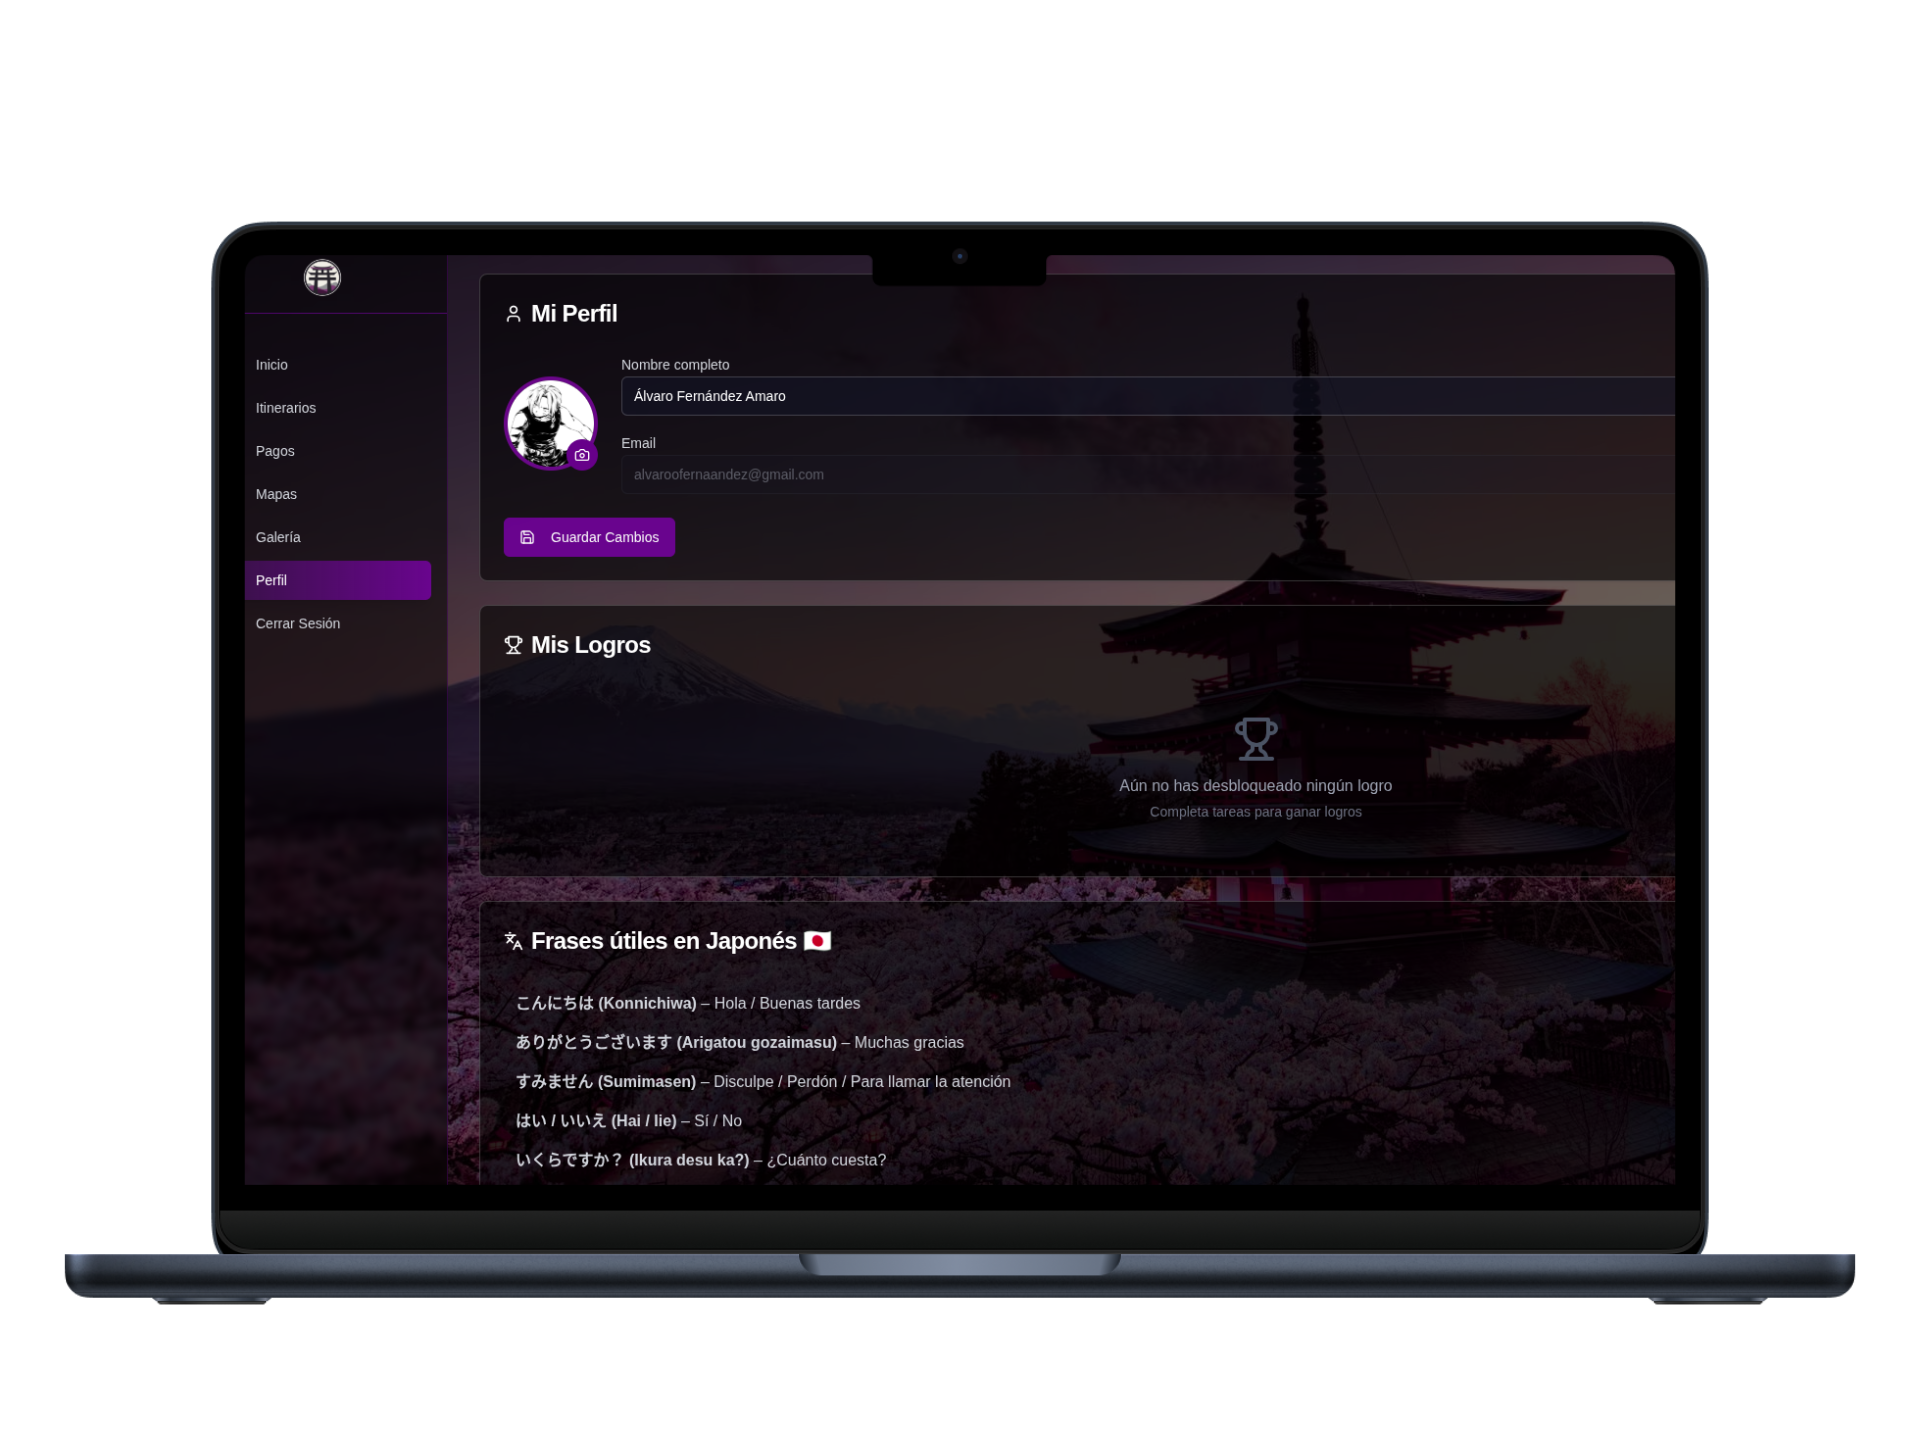 Inicio
Itinerarios
Pagos
Mapas
Galería
Perfil
Cerrar Sesión
Mi Perfil
Nombre completo
Álvaro Fernández Amaro
Email
alvaroofernaandez@gmail.com
Guardar Cambios
Mis Logros
Aún no has desbloqueado ningún logro
Completa tareas para ganar logros
Frases útiles en Japonés 🇯🇵
こんにちは (Konnichiwa) – Hola / Buenas tardes
ありがとうございます (Arigatou gozaimasu) – Muchas gracias
すみません (Sumimasen) – Disculpe / Perdón / Para llamar la atención
はい / いいえ (Hai / Iie) – Sí / No
いくらですか？ (Ikura desu ka?) – ¿Cuánto cuesta?